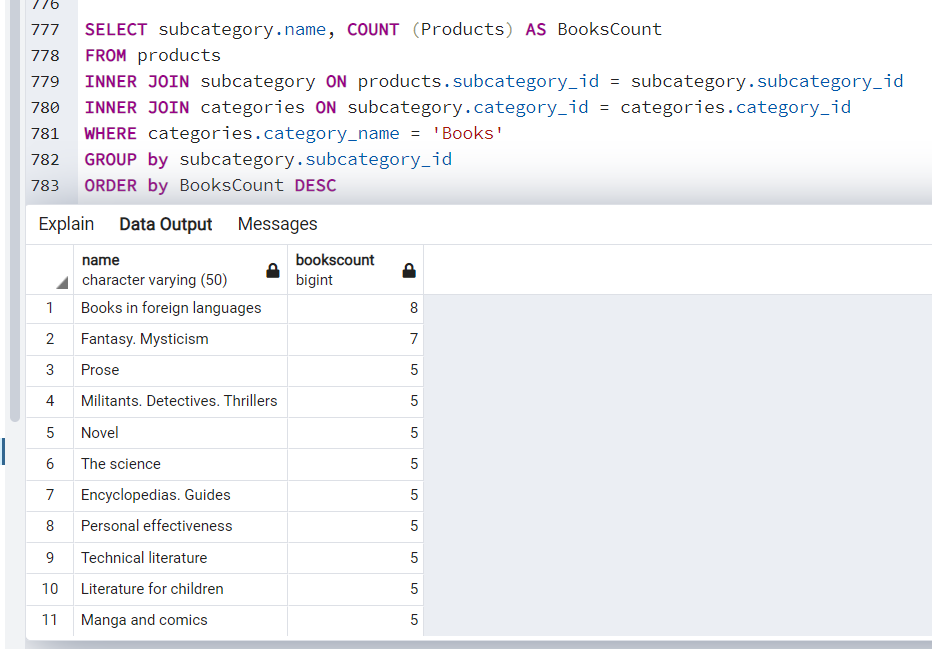 776
777 SELECT subcategory.name, COUNT (Products) AS BooksCount
778 FROM products
779 INNER JOIN subcategory ON products.subcategory_id = subcategory.subcategory_id
780 INNER JOIN categories ON subcategory.category_id = categories.category_id
781 WHERE categories.category_name = 'Books'
782 GROUP by subcategory.subcategory_id
783 ORDER by BooksCount DESC
Explain Data Output Messages
name bookscount
character varying (50) bigint
1 Books in foreign languages 8
2 Fantasy. Mysticism 7
3 Prose 5
4 Militants. Detectives. Thrillers 5
5 Novel 5
6 The science 5
7 Encyclopedias. Guides 5
8 Personal effectiveness 5
9 Technical literature 5
10 Literature for children 5
11 Manga and comics 5